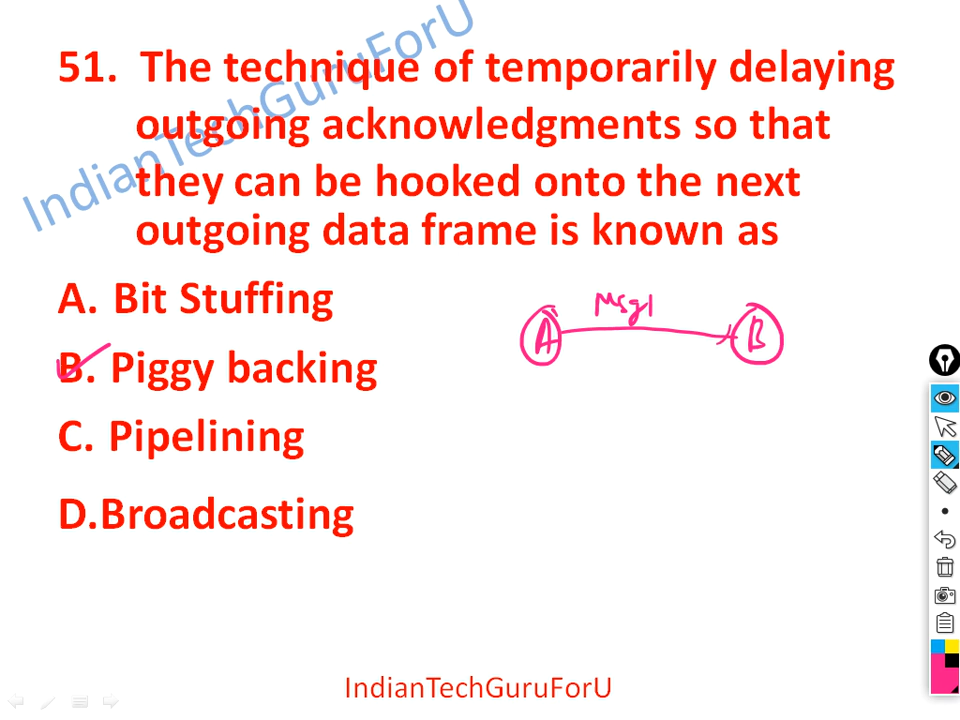 IndianTechGuruForU
51. The technique of temporarily delaying
outgoing acknowledgments so that
they can be hooked onto the next
outgoing data frame is known as
A. Bit Stuffing
Msg1
A
B
B. Piggy backing
C. Pipelining
D.Broadcasting
IndianTechGuruForU